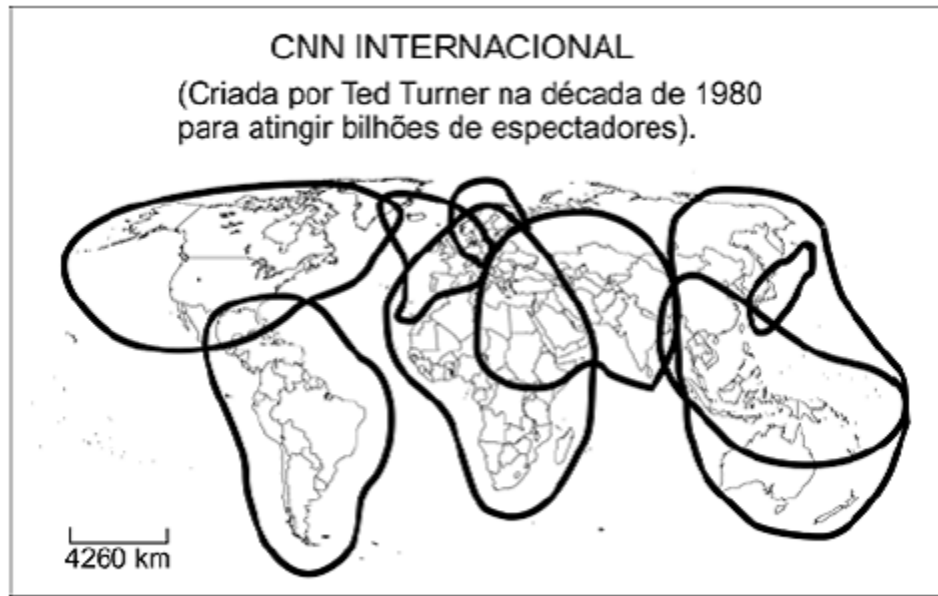 CNN INTERNACIONAL
(Criada por Ted Turner na década de 1980
para atingir bilhões de espectadores).
4260 km